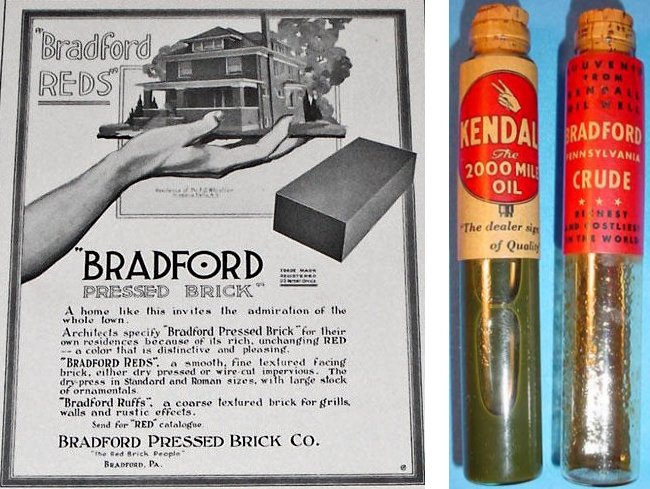 "Bradford
REDS"
"BRADFORD
PRESSED BRICK"
TRADE MARK
REGISTERED
A home like this invites the admiration of the
whole town.
Architects specify "Bradford Pressed Brick" for their
own residences because of its rich, unchanging RED
-- a color that is distinctive and pleasing.
"BRADFORD REDS", a smooth, fine textured facing
brick, either dry pressed or wire-cut impervious. The
dry-press in Standard and Roman sizes, with large stock
of ornamentals.
"Bradford Ruffs", a coarse textured brick for grills,
walls and rustic effects.
Send for "RED" catalogue
BRADFORD PRESSED BRICK CO.
"The Red Brick People"
BRADFORD, PA.
KENDAL
The
2000 MILE
OIL
"The dealer sign
of Quality
SOUVENIR
FROM
KENDALL
OIL WELL
BRADFORD
PENNSYLVANIA
CRUDE
RICHEST
AND COSTLIEST
IN THE WORLD